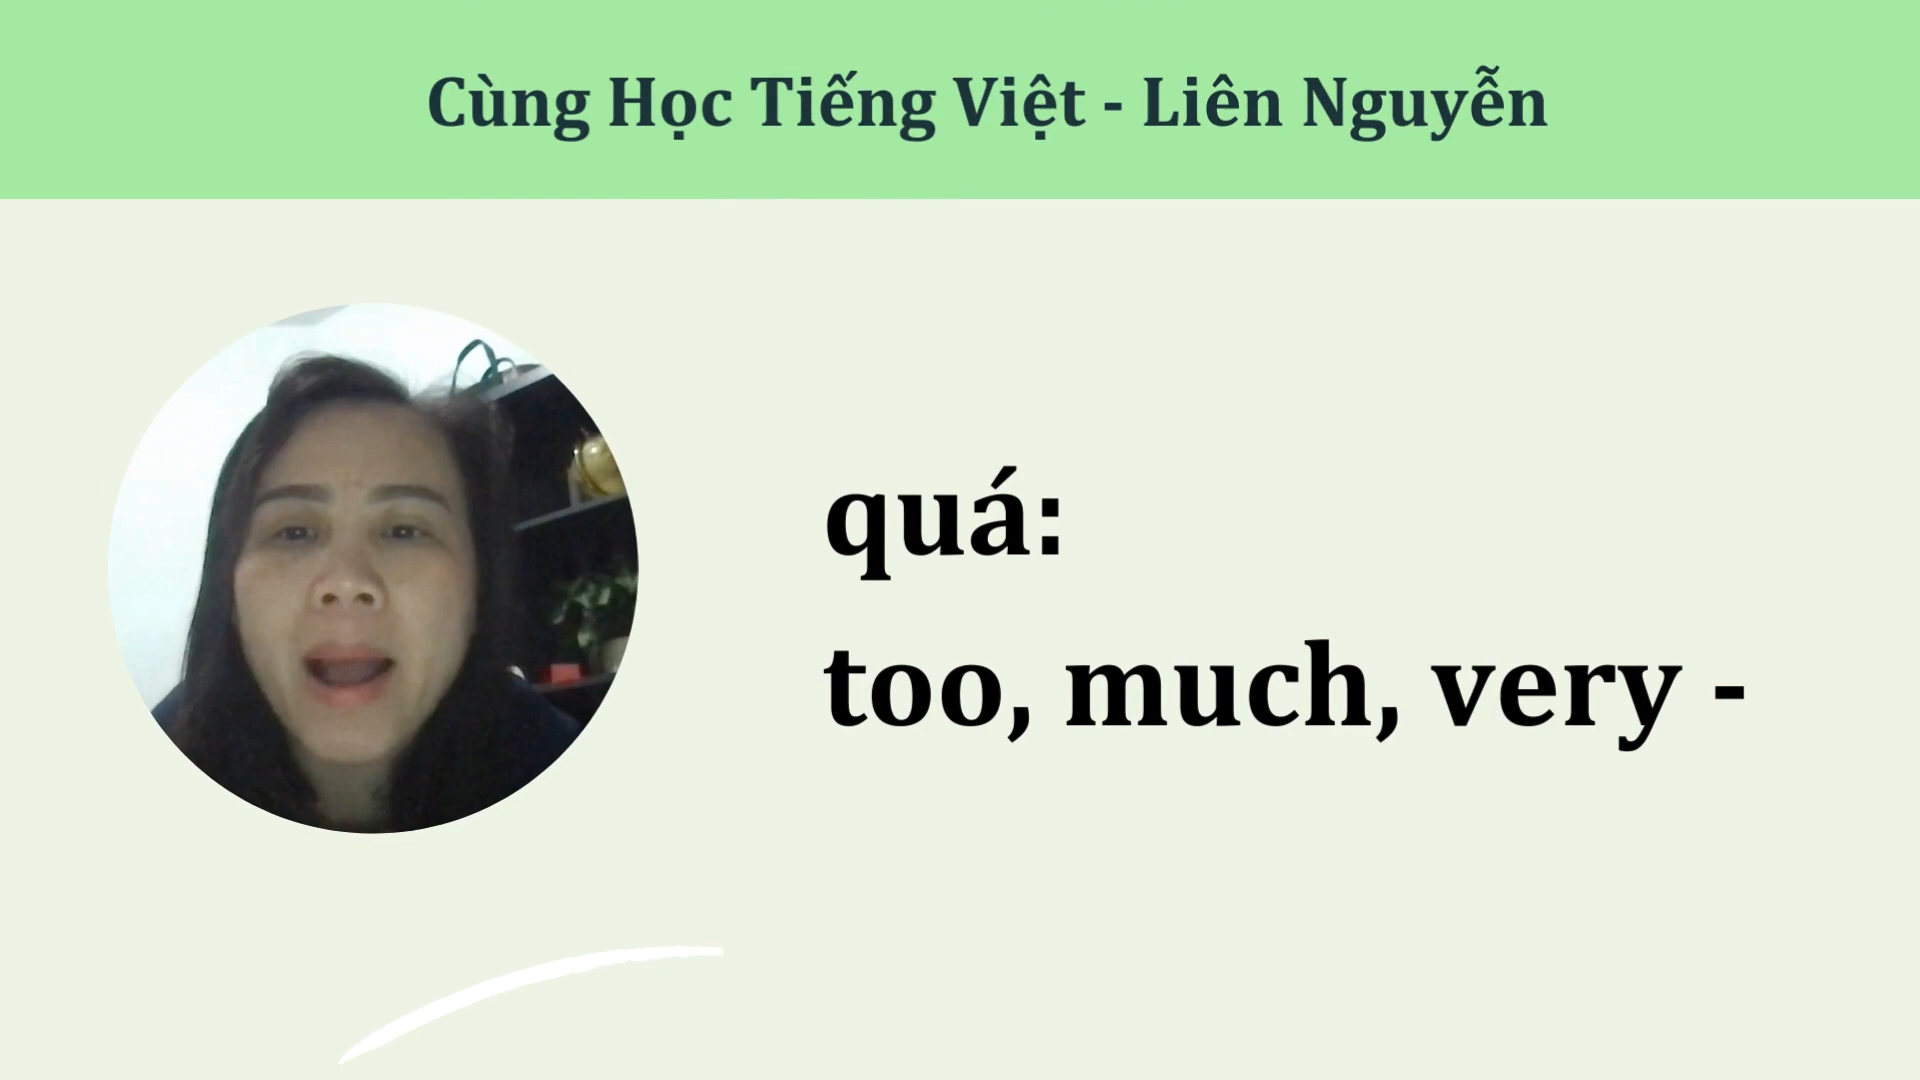 Cùng Học Tiếng Việt - Liên Nguyễn
quá:
too, much, very -